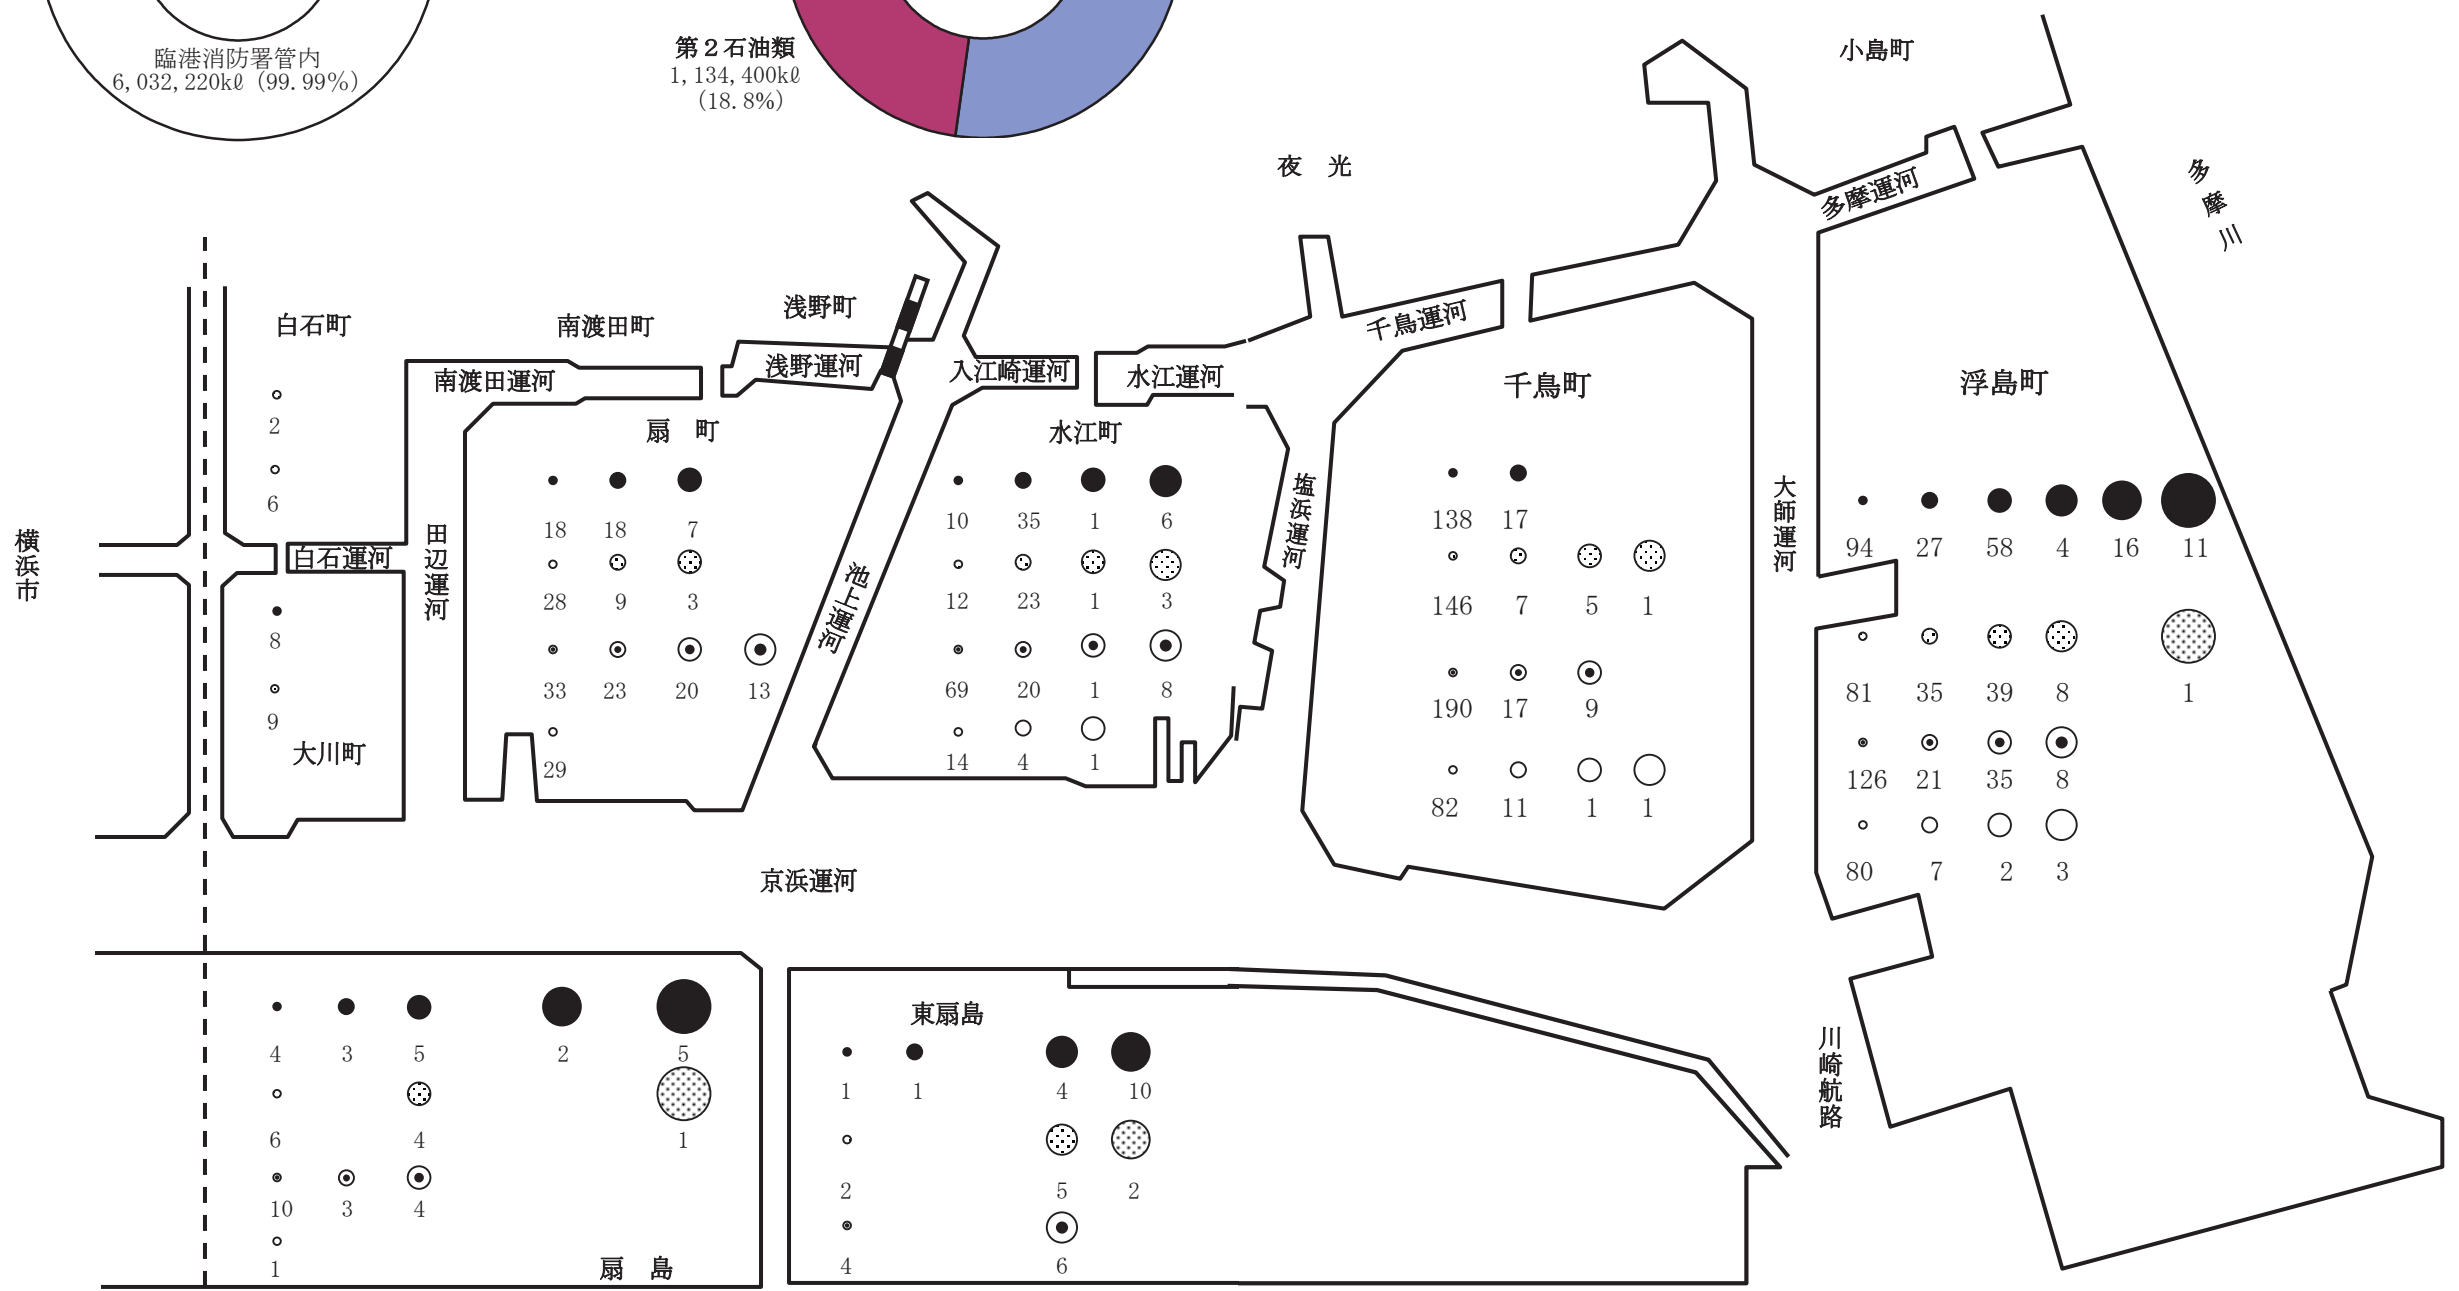 臨港消防署管内
6,032,220kℓ (99.99%)
第２石油類
1,134,400kℓ
(18.8%)
小島町
多摩川
夜　光
多摩運河
浅野町
白石町
南渡田町
千鳥運河
南渡田運河
浅野運河
入江崎運河
水江運河
千鳥町
浮島町
2
6
扇　町
水江町
18 18 7
28 9 3
33 23 20 13
29
10 35 1 6
12 23 1 3
69 20 1 8
14 4 1
塩浜運河
138 17
146 7 5 1
190 17 9
82 11 1 1
大師運河
94 27 58 4 16 11
81 35 39 8 1
126 21 35 8
80 7 2 3
横浜市
白石運河
田辺運河
池上運河
8
9
大川町
京浜運河
4 3 5 2 5
6 4 1
10 3 4
1
扇　島
東扇島
1 1 4 10
2 5 2
4 6
川崎航路